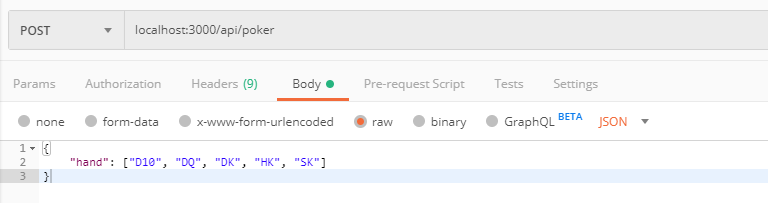 POST localhost:3000/api/poker
Params Authorization Headers (9) Body Pre-request Script Tests Settings
none form-data x-www-form-urlencoded raw binary GraphQL BETA JSON
1 {
2 "hand": ["D10", "DQ", "DK", "HK", "SK"]
3 }